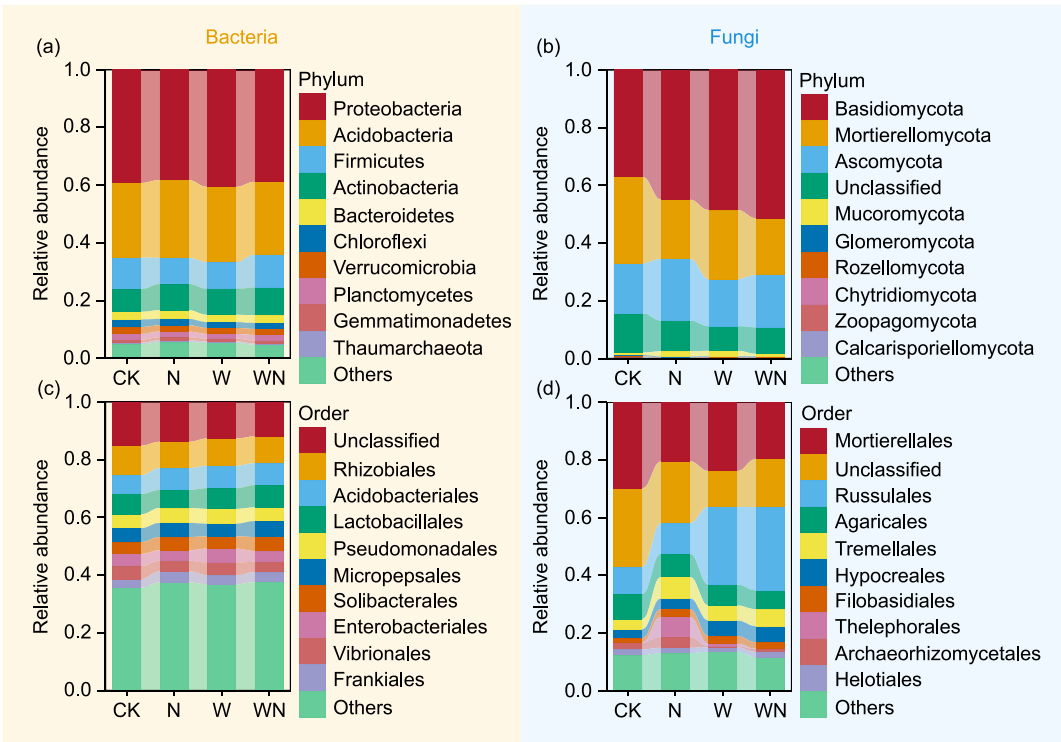 Bacteria
Fungi
(a)
Relative abundance
1.0
0.8
0.6
0.4
0.2
0.0
CK N W WN
Phylum
Proteobacteria
Acidobacteria
Firmicutes
Actinobacteria
Bacteroidetes
Chloroflexi
Verrucomicrobia
Planctomycetes
Gemmatimonadetes
Thaumarchaeota
Others
(b)
Relative abundance
1.0
0.8
0.6
0.4
0.2
0.0
CK N W WN
Phylum
Basidiomycota
Mortierellomycota
Ascomycota
Unclassified
Mucoromycota
Glomeromycota
Rozellomycota
Chytridiomycota
Zoopagomycota
Calcarisporiellomycota
Others
(c)
Relative abundance
1.0
0.8
0.6
0.4
0.2
0.0
CK N W WN
Order
Unclassified
Rhizobiales
Acidobacteriales
Lactobacillales
Pseudomonadales
Micropepsales
Solibacterales
Enterobacteriales
Vibrionales
Frankiales
Others
(d)
Relative abundance
1.0
0.8
0.6
0.4
0.2
0.0
CK N W WN
Order
Mortierellales
Unclassified
Russulales
Agaricales
Tremellales
Hypocreales
Filobasidiales
Thelephorales
Archaeorhizomycetales
Helotiales
Others